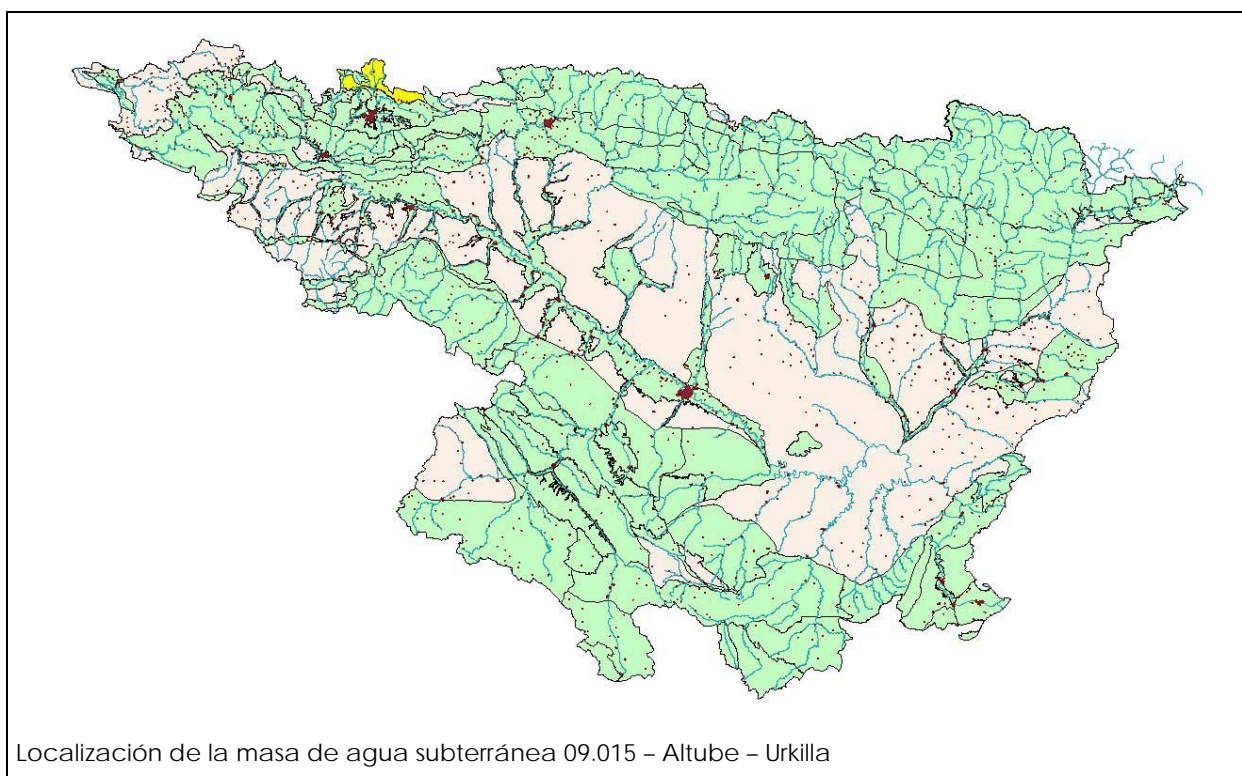 Localización de la masa de agua subterránea 09.015 – Altube – Urkilla